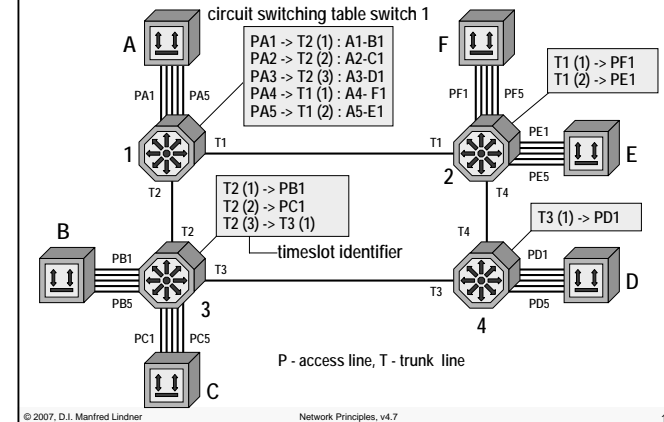 circuit switching table switch 1
A
F
PA1 -> T2 (1) : A1-B1
PA2 -> T2 (2) : A2-C1
PA3 -> T2 (3) : A3-D1
PA4 -> T1 (1) : A4- F1
PA5 -> T1 (2) : A5-E1
T1 (1) -> PF1
T1 (2) -> PE1
PA1
PA5
PF1
PF5
1
T1
T1
PE1
E
2
PE5
T2
T4
T2 (1) -> PB1
T2 (2) -> PC1
T2 (3) -> T3 (1)
T3 (1) -> PD1
B
T2
T4
timeslot identifier
PB1
PD1
T3
D
PB5
T3
PD5
3
4
PC1
PC5
P - access line, T - trunk line
C
© 2007, D.I. Manfred Lindner
Network Principles, v4.7